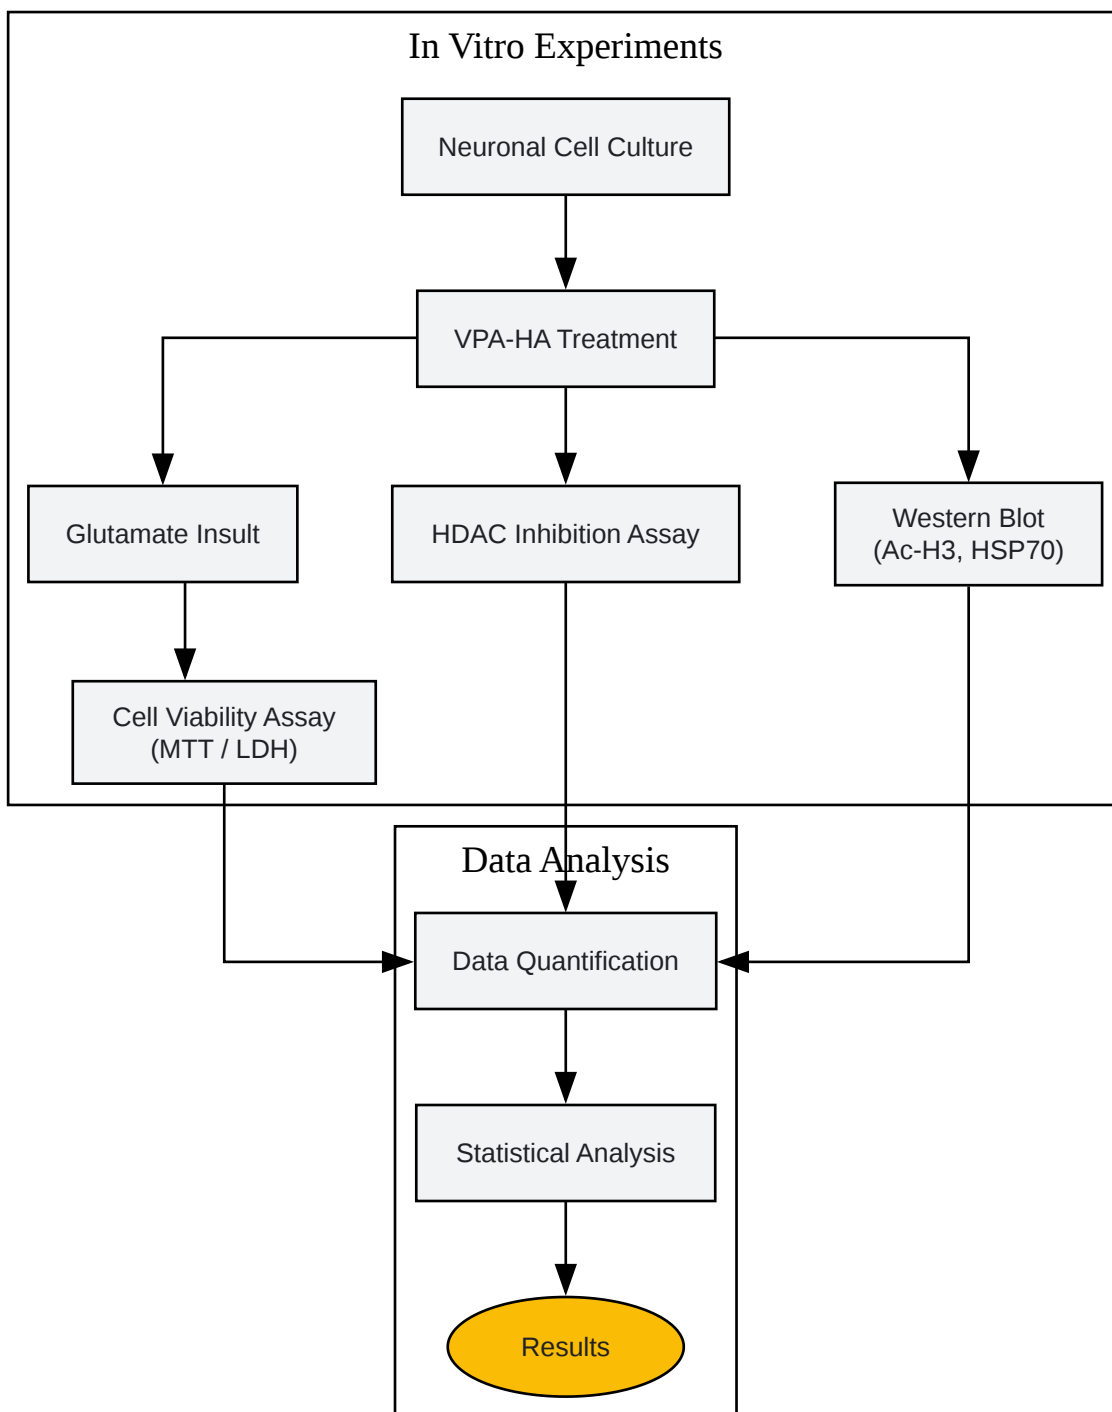 In Vitro Experiments
Neuronal Cell Culture
VPA-HA Treatment
Glutamate Insult
HDAC Inhibition Assay
Western Blot
(Ac-H3, HSP70)
Cell Viability Assay
(MTT / LDH)
Data Analysis
Data Quantification
Statistical Analysis
Results